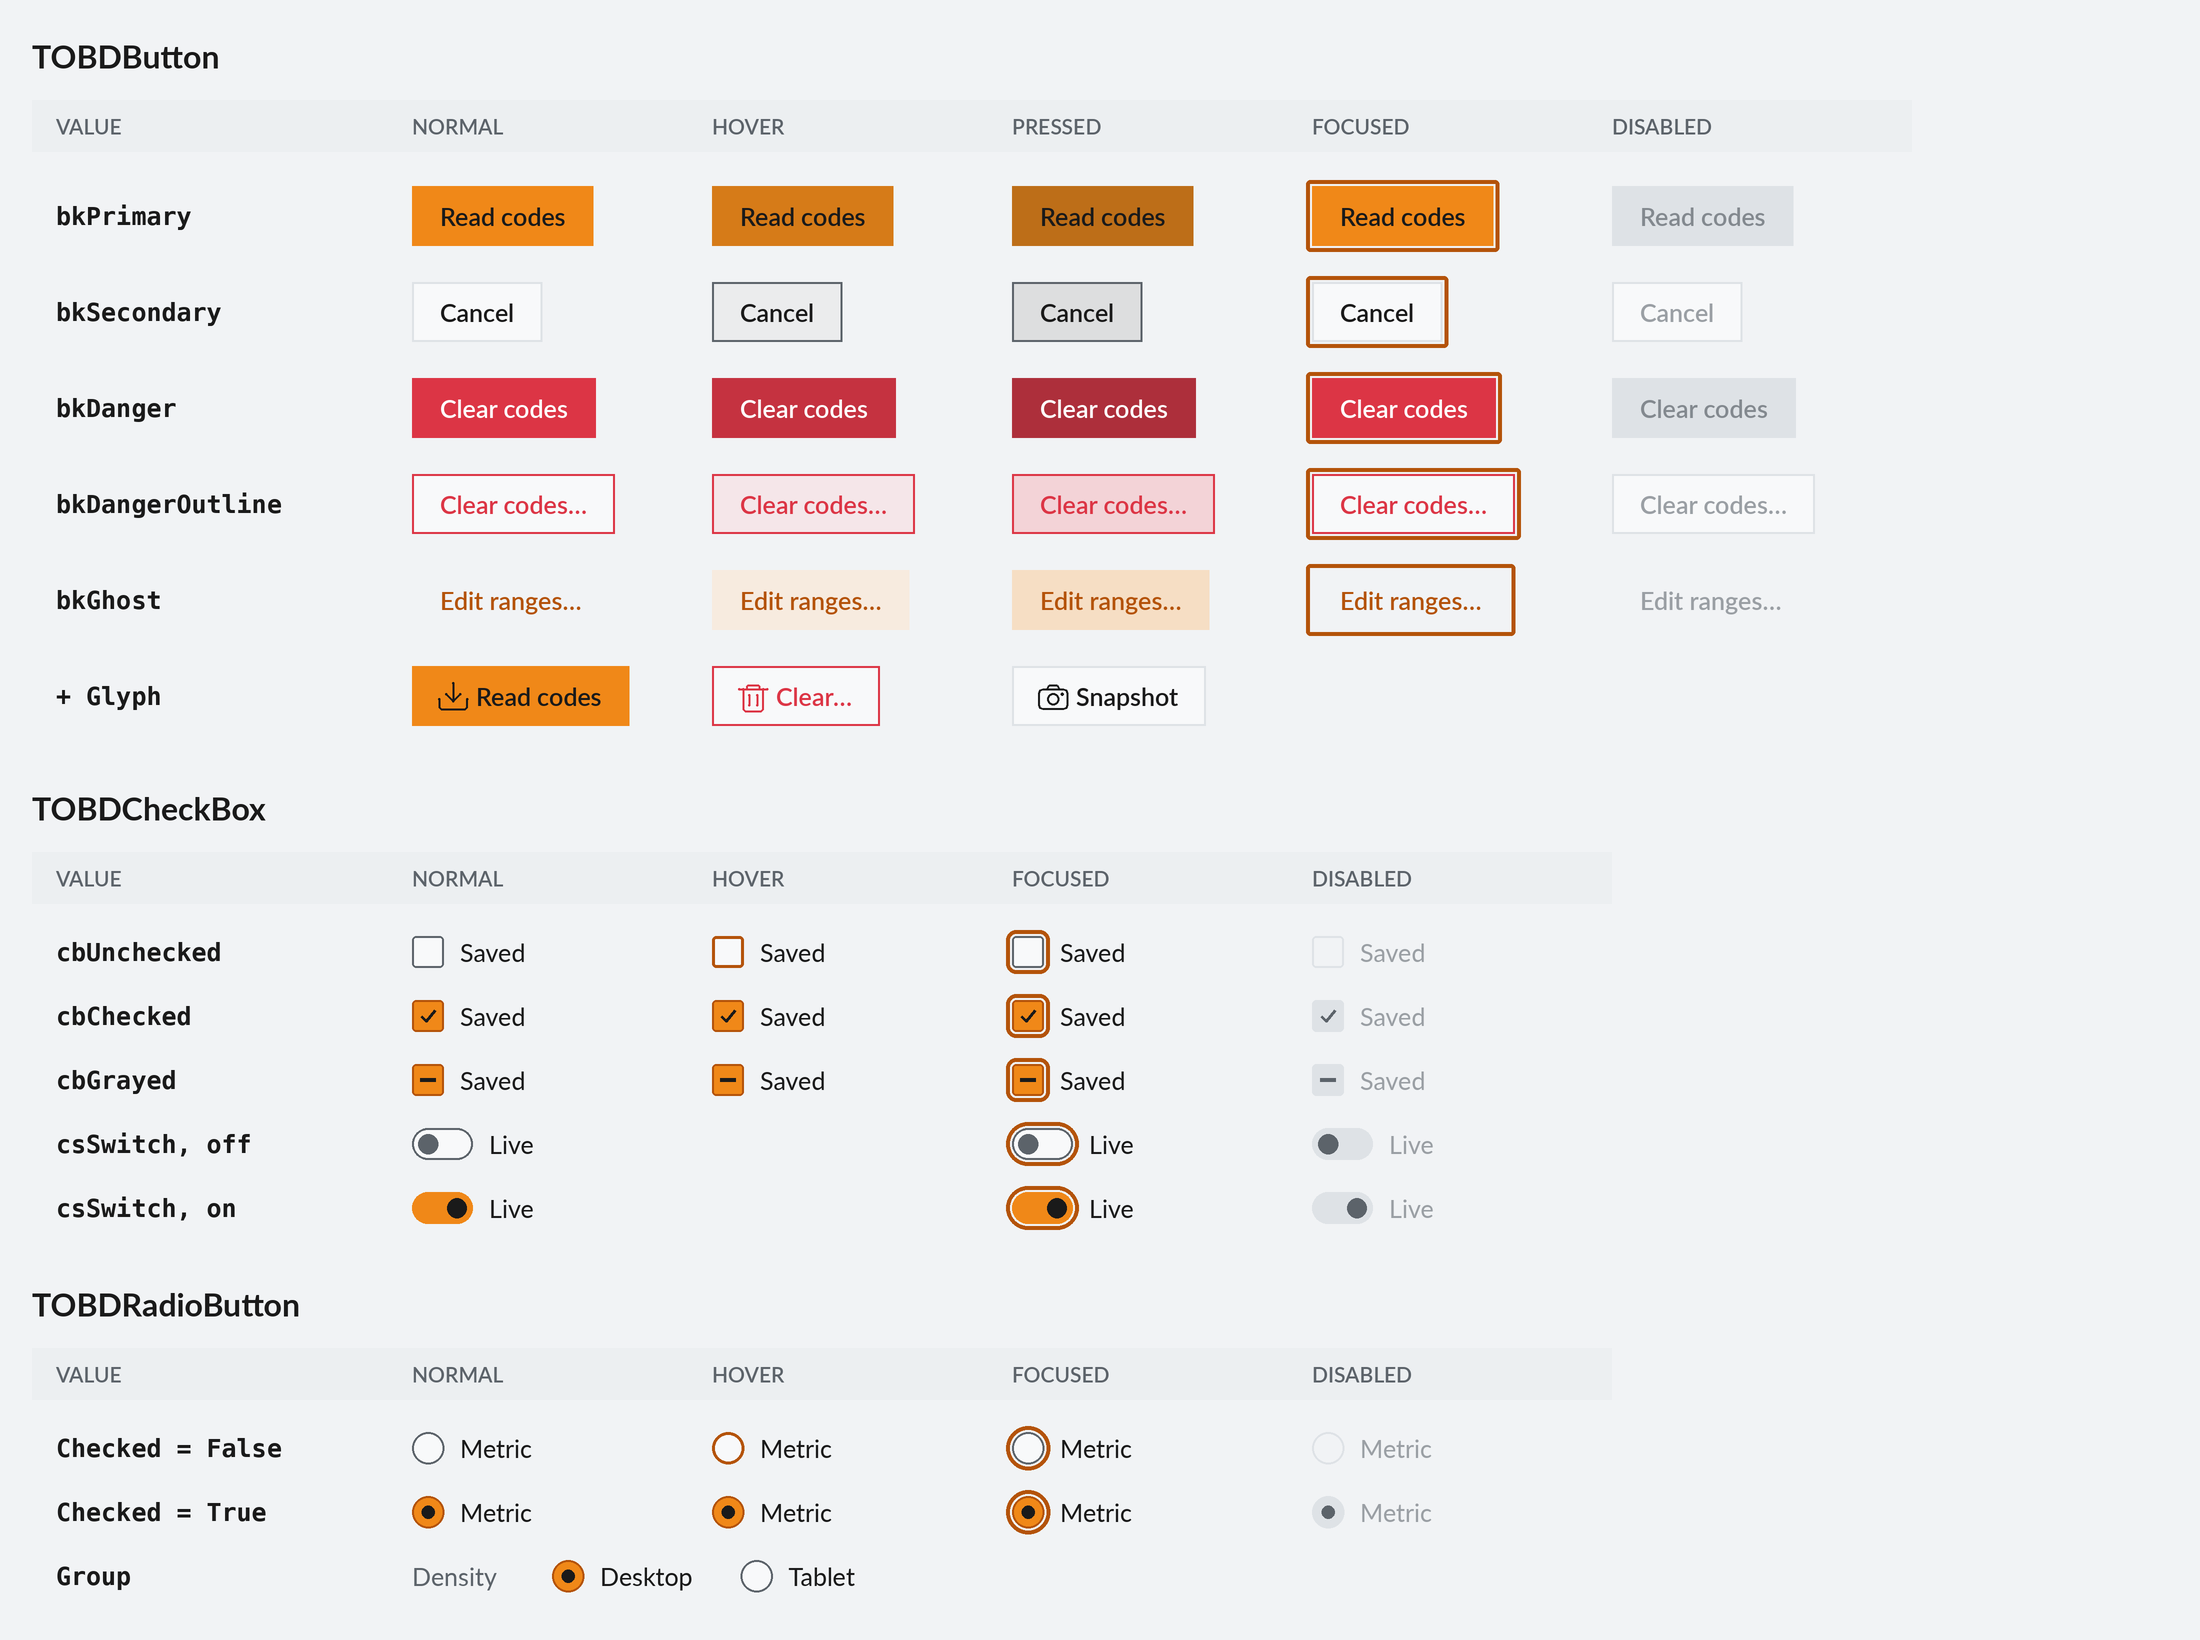 TOBDButton
VALUE NORMAL HOVER PRESSED FOCUSED DISABLED
bkPrimary Read codes Read codes Read codes Read codes Read codes
bkSecondary Cancel Cancel Cancel Cancel Cancel
bkDanger Clear codes Clear codes Clear codes Clear codes Clear codes
bkDangerOutline Clear codes... Clear codes... Clear codes... Clear codes... Clear codes...
bkGhost Edit ranges... Edit ranges... Edit ranges... Edit ranges... Edit ranges...
+ Glyph Read codes Clear... Snapshot
TOBDCheckBox
VALUE NORMAL HOVER FOCUSED DISABLED
cbUnchecked Saved Saved Saved Saved
cbChecked Saved Saved Saved Saved
cbGrayed Saved Saved Saved Saved
csSwitch, off Live Live Live
csSwitch, on Live Live Live
TOBDRadioButton
VALUE NORMAL HOVER FOCUSED DISABLED
Checked = False Metric Metric Metric Metric
Checked = True Metric Metric Metric Metric
Group Density Desktop Tablet